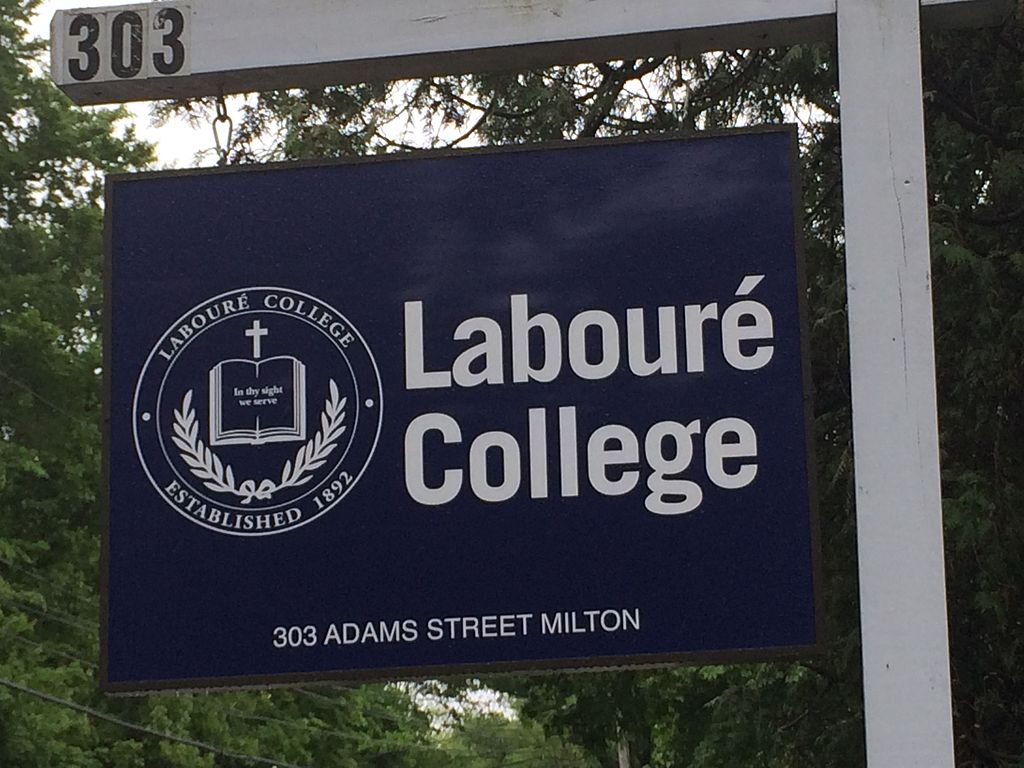 303
LABOURÉ COLLEGE
In thy sight
we serve
ESTABLISHED 1892
Labouré
College
303 ADAMS STREET MILTON